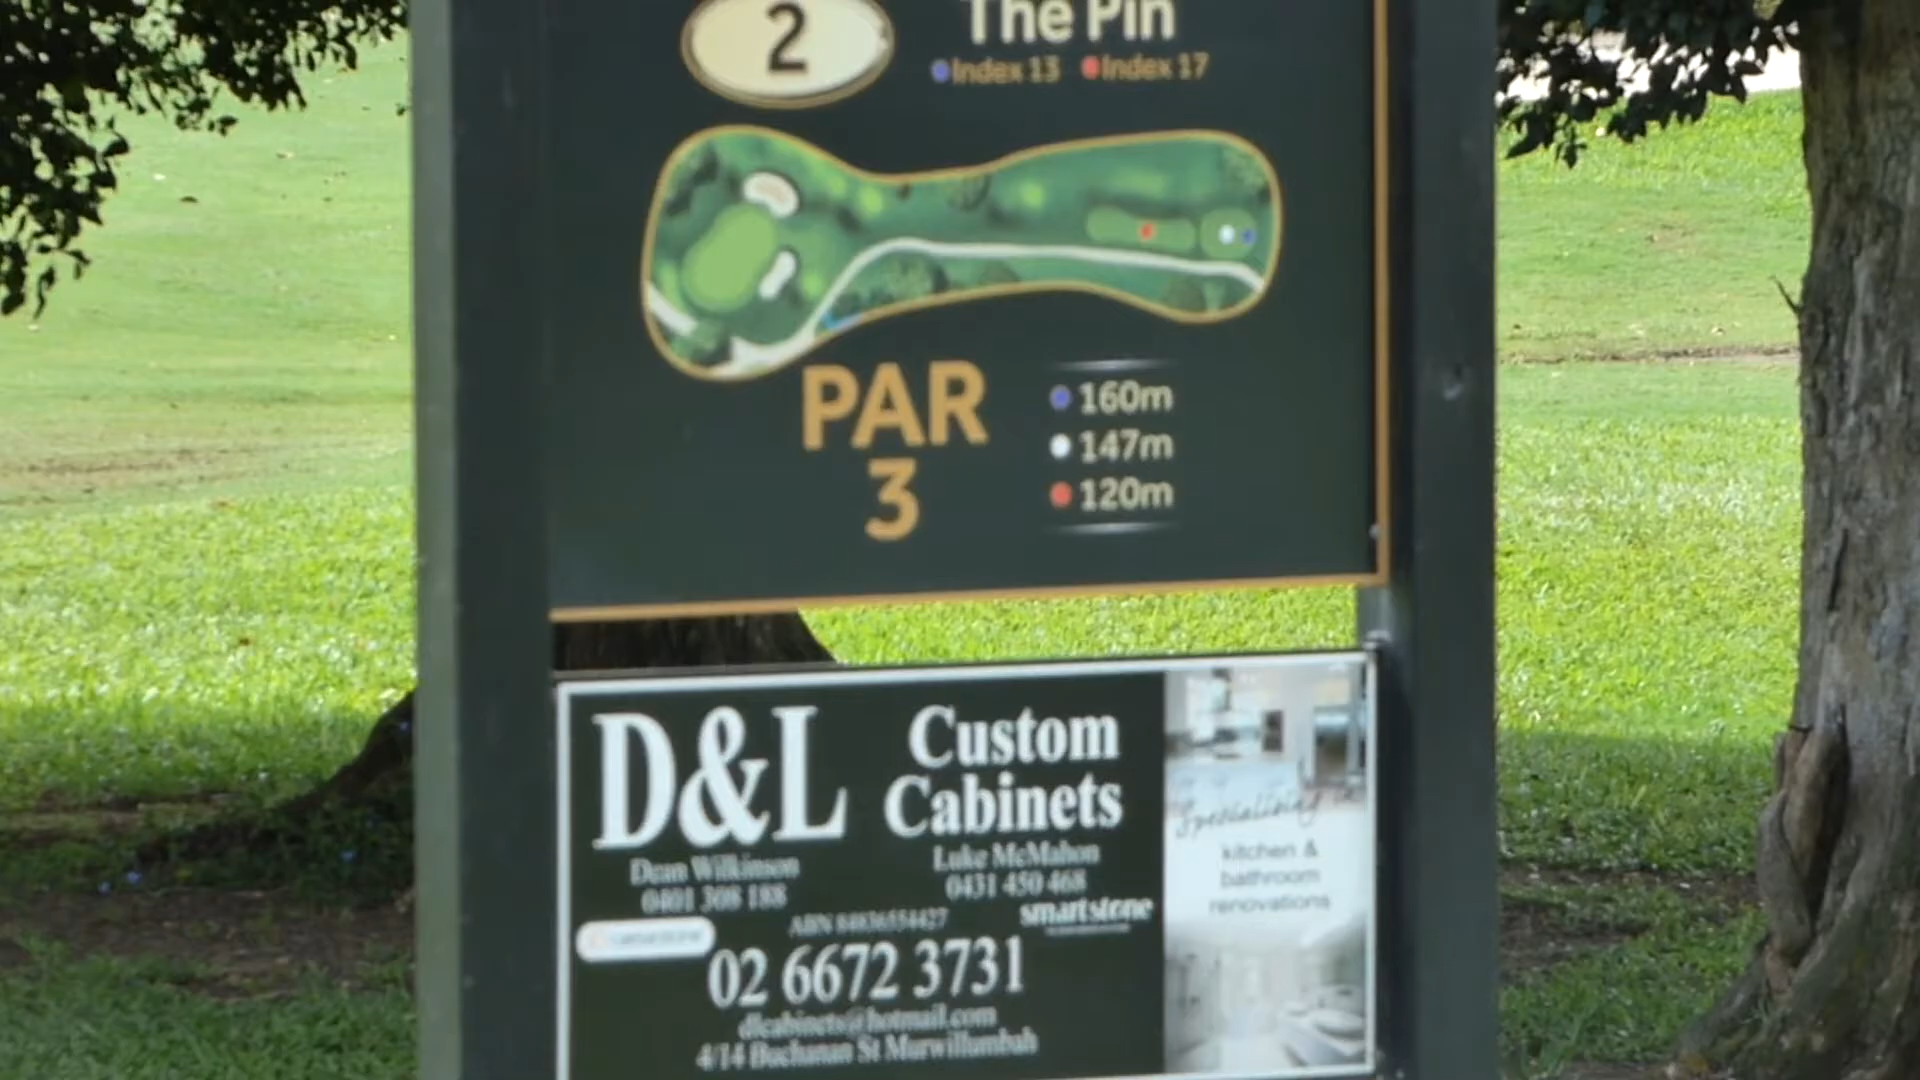 2
The Pin
Index 13 Index 17
PAR
3
160m
147m
120m
D&L
Custom
Cabinets
Dean Wilkinson
0401 308 188
Luke McMahon
0431 450 468
smartstone
02 6672 3731
dlcabinets@hotmail.com
4/14 Buchanan St Murwillumbah
Specialising
kitchen &
bathroom
renovations